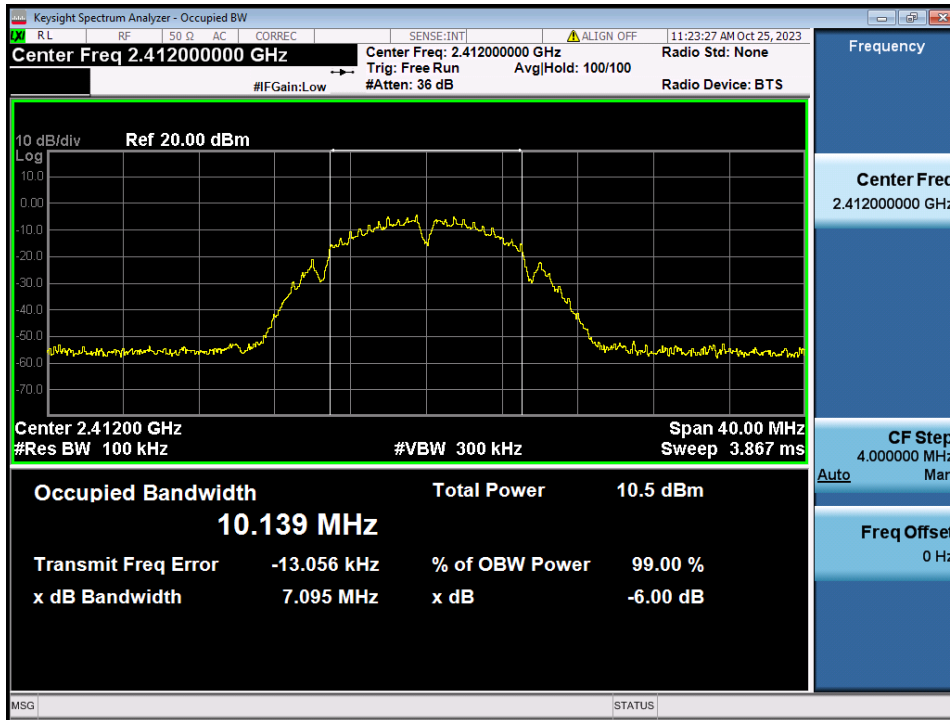 Keysight Spectrum Analyzer - Occupied BW
LXI RL RF 50 Ω AC CORREC SENSE:INT ALIGN OFF 11:23:27 AM Oct 25, 2023
Center Freq 2.412000000 GHz
Center Freq: 2.412000000 GHz Radio Std: None
Trig: Free Run Avg|Hold: 100/100
#IFGain:Low #Atten: 36 dB Radio Device: BTS
Frequency
10 dB/div Ref 20.00 dBm
Log
10.0
0.00
-10.0
-20.0
-30.0
-40.0
-50.0
-60.0
-70.0
Center 2.41200 GHz Span 40.00 MHz
#Res BW 100 kHz #VBW 300 kHz Sweep 3.867 ms
Center Freq
2.412000000 GHz
CF Step
4.000000 MHz
Auto Man
Freq Offset
0 Hz
Occupied Bandwidth Total Power 10.5 dBm
10.139 MHz
Transmit Freq Error -13.056 kHz % of OBW Power 99.00 %
x dB Bandwidth 7.095 MHz x dB -6.00 dB
MSG STATUS